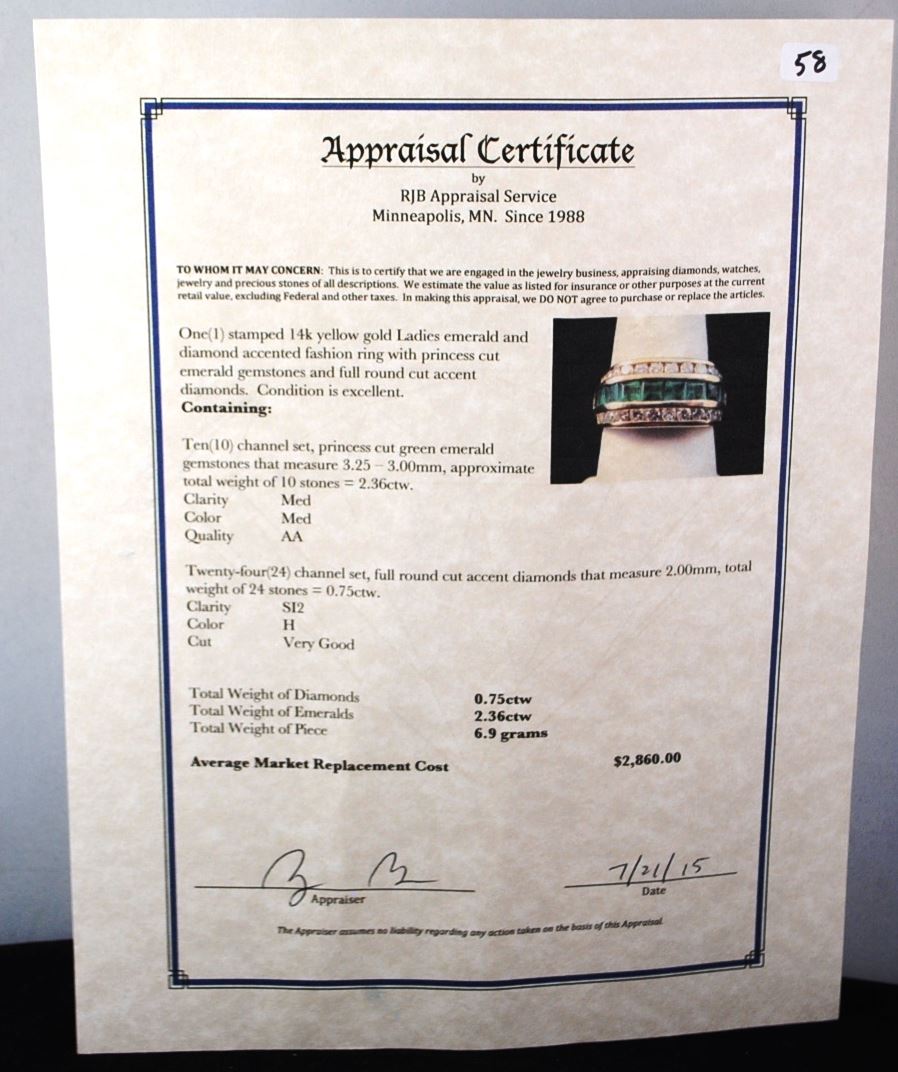 58
Appraisal Certificate
by
RJB Appraisal Service
Minneapolis, MN. Since 1988
TO WHOM IT MAY CONCERN: This is to certify that we are engaged in the jewelry business, appraising diamonds, watches,
jewelry and precious stones of all descriptions. We estimate the value as listed for insurance or other purposes at the current
retail value, excluding Federal and other taxes. In making this appraisal, we DO NOT agree to purchase or replace the articles.
One(1) stamped 14k yellow gold Ladies emerald and
diamond accented fashion ring with princess cut
emerald gemstones and full round cut accent
diamonds. Condition is excellent.
Containing:
Ten(10) channel set, princess cut green emerald
gemstones that measure 3.25 – 3.00mm, approximate
total weight of 10 stones = 2.36ctw.
Clarity Med
Color Med
Quality AA
Twenty-four(24) channel set, full round cut accent diamonds that measure 2.00mm, total
weight of 24 stones = 0.75ctw.
Clarity SI2
Color H
Cut Very Good
Total Weight of Diamonds 0.75ctw
Total Weight of Emeralds 2.36ctw
Total Weight of Piece 6.9 grams
Average Market Replacement Cost $2,860.00
7/21/15
Appraiser Date
The Appraiser assumes no liability regarding any action taken on the basis of this Appraisal.